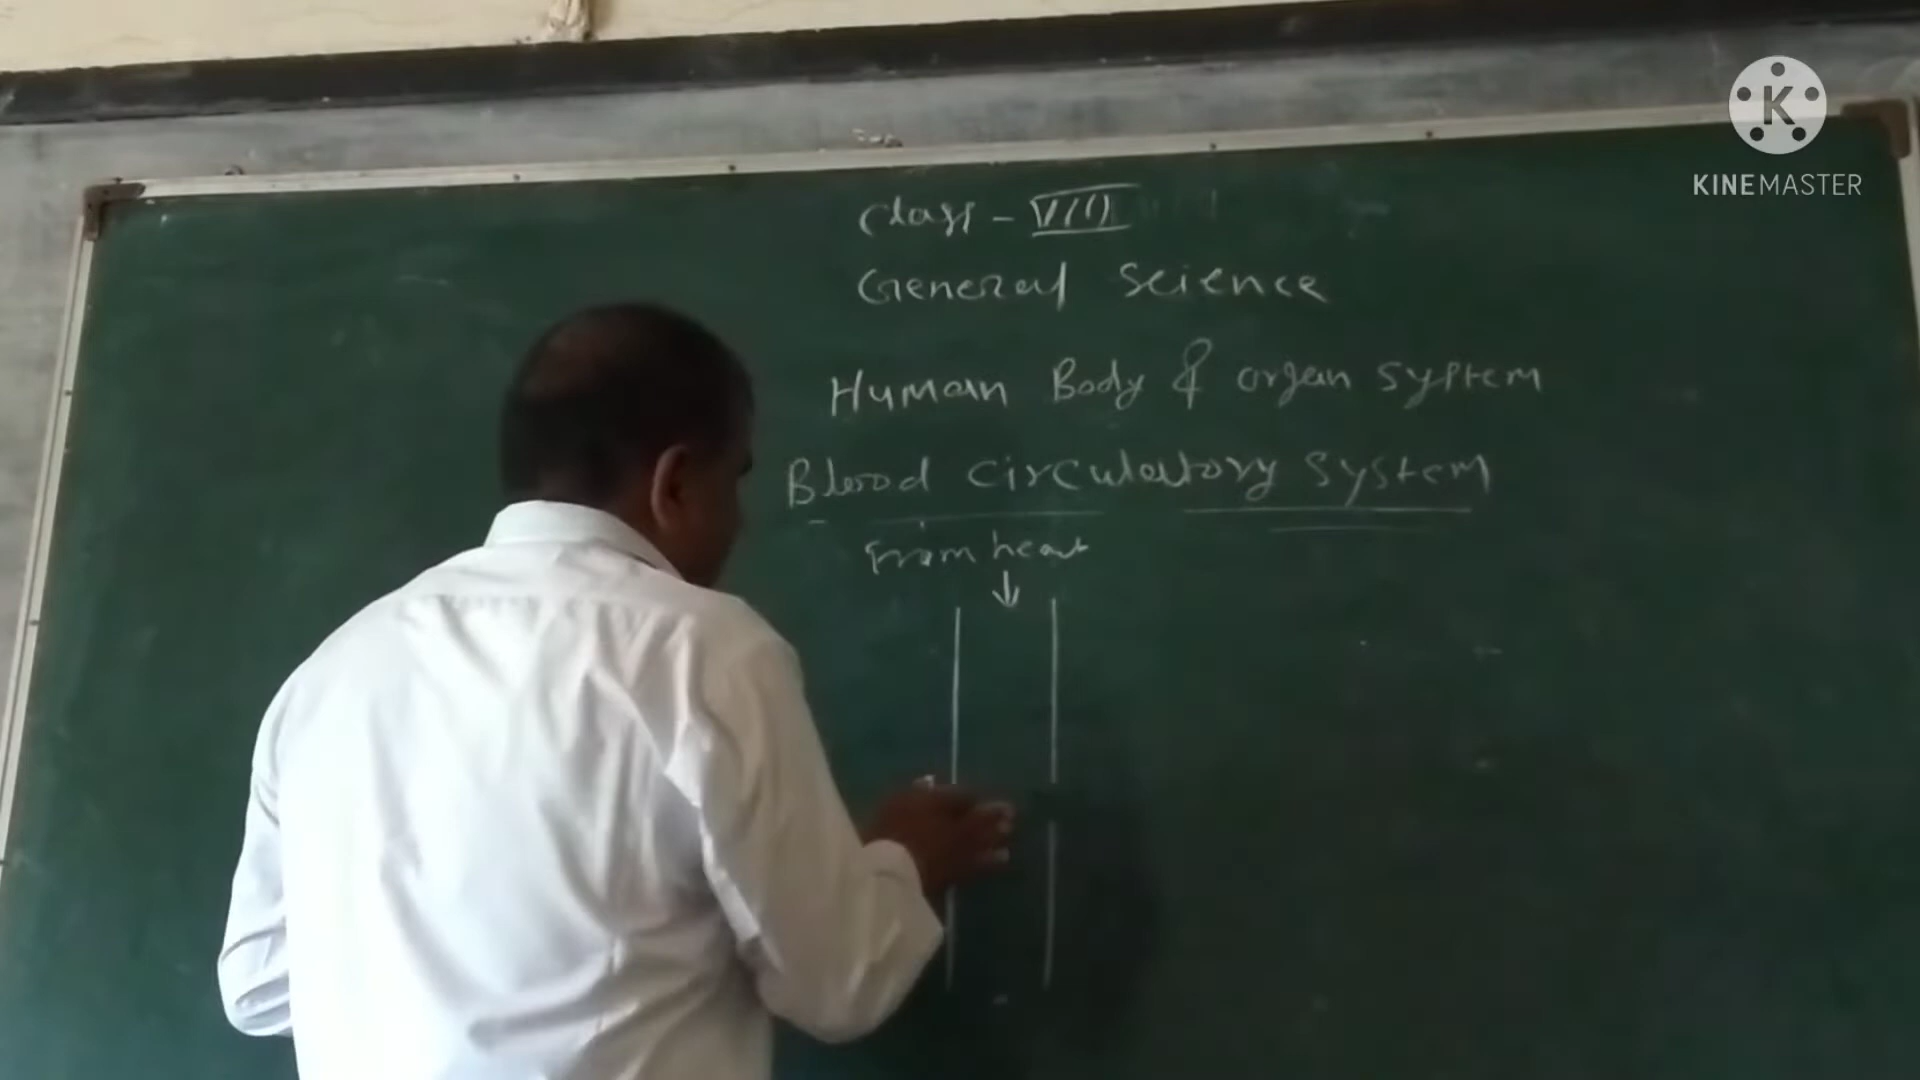 K
KINEMASTER
Class - VIII
General Science
Human Body & organ system
Blood circulatory system
From heart